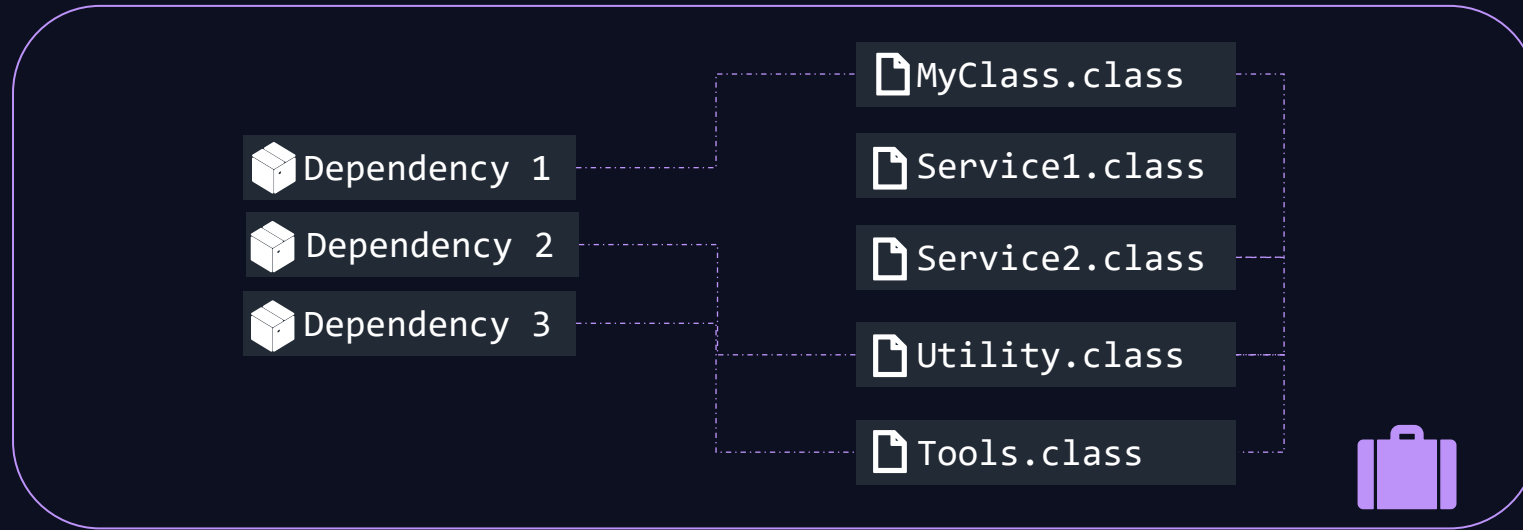 MyClass.class
Dependency 1
Service1.class
Dependency 2
Service2.class
Dependency 3
Utility.class
Tools.class